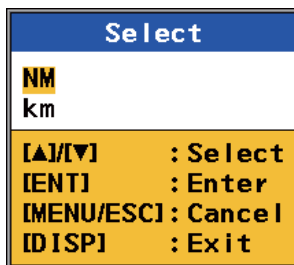 Select
NM
km
[▲]/[▼] :Select
[ENT] :Enter
[MENU/ESC]:Cancel
[DISP] :Exit